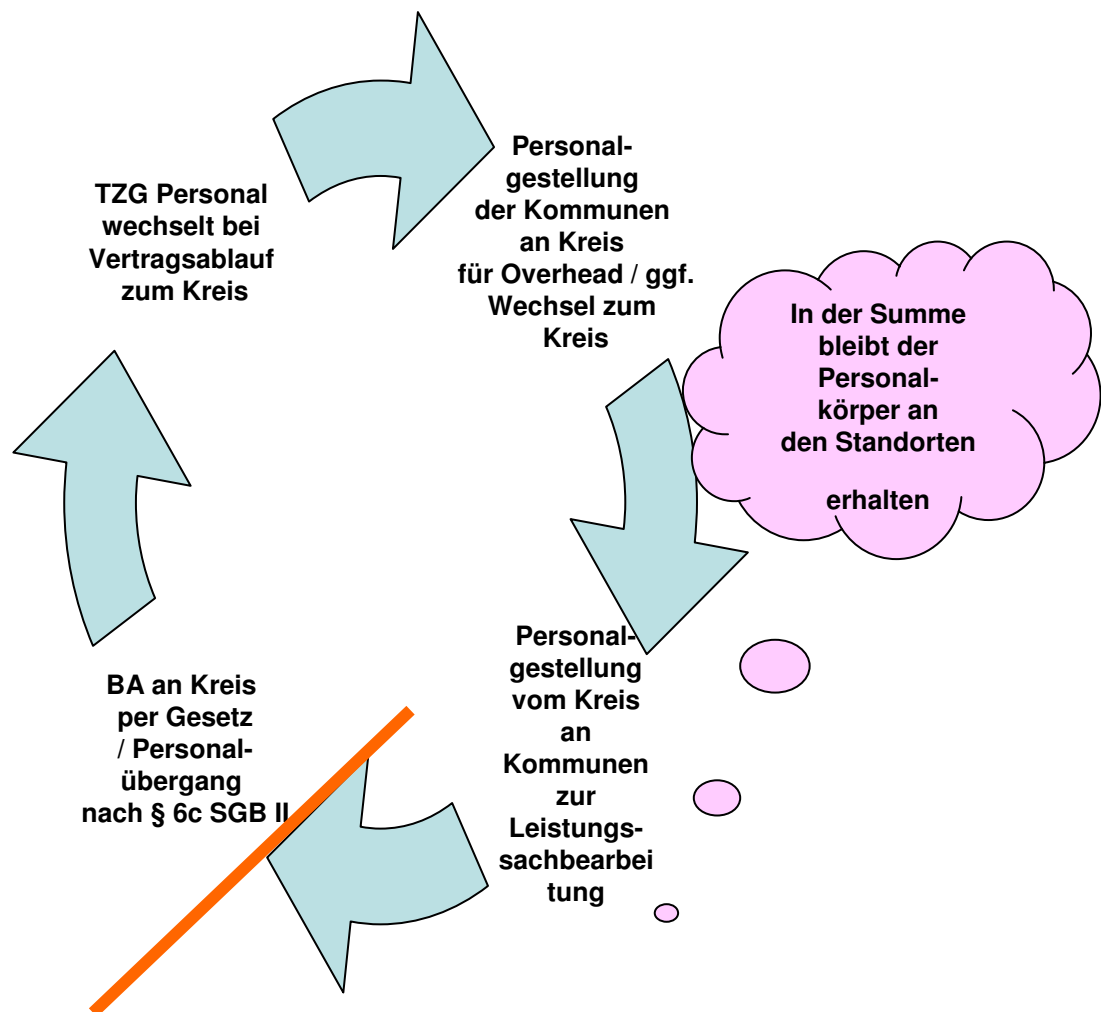 TZG Personal
wechselt bei
Vertragsablauf
zum Kreis
Personal-
gestellung
der Kommunen
an Kreis
für Overhead / ggf.
Wechsel zum
Kreis
In der Summe
bleibt der
Personal-
körper an
den Standorten
erhalten
Personal-
gestellung
vom Kreis
an
Kommunen
zur
Leistungs-
sachbearbei
tung
BA an Kreis
per Gesetz
/ Personal-
übergang
nach § 6c SGB II